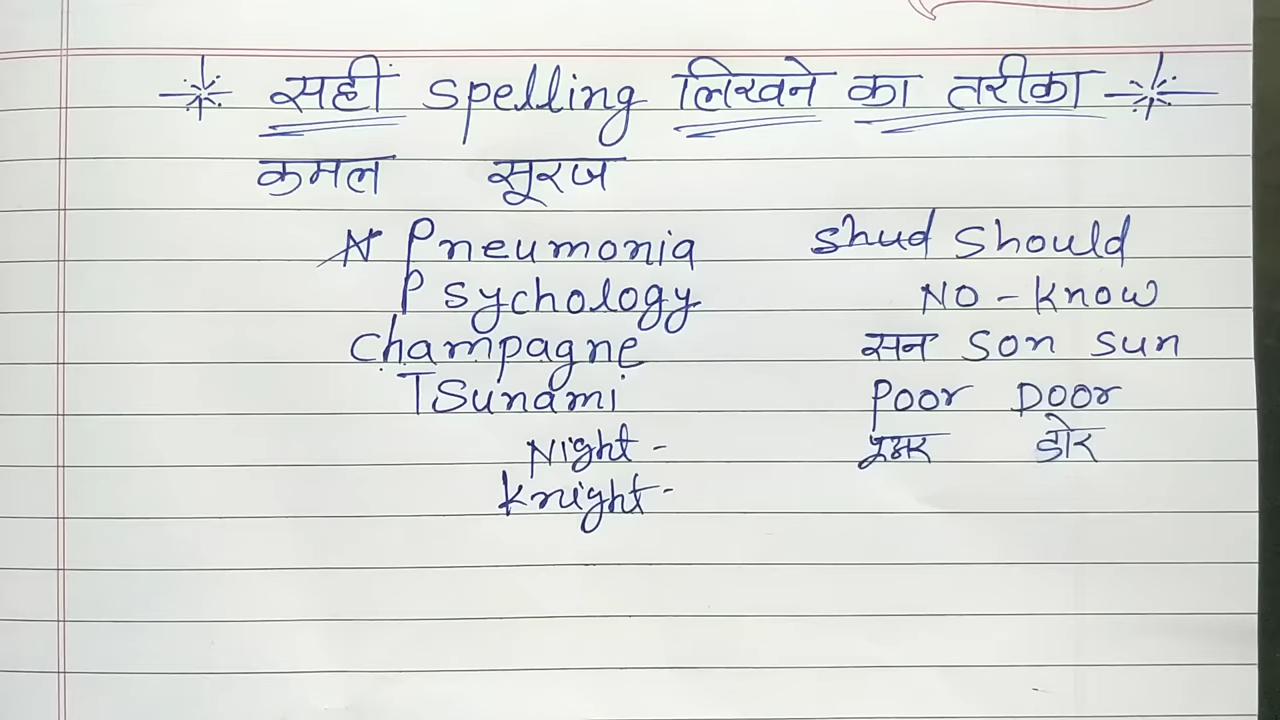 सही spelling लिखने का तरीका
कमल सूरज
N Pneumonia shud Should
Psychology NO - Know
Champagne सन Son Sun
Tsunami Poor Door
Night - पूअर डोर
Knight -